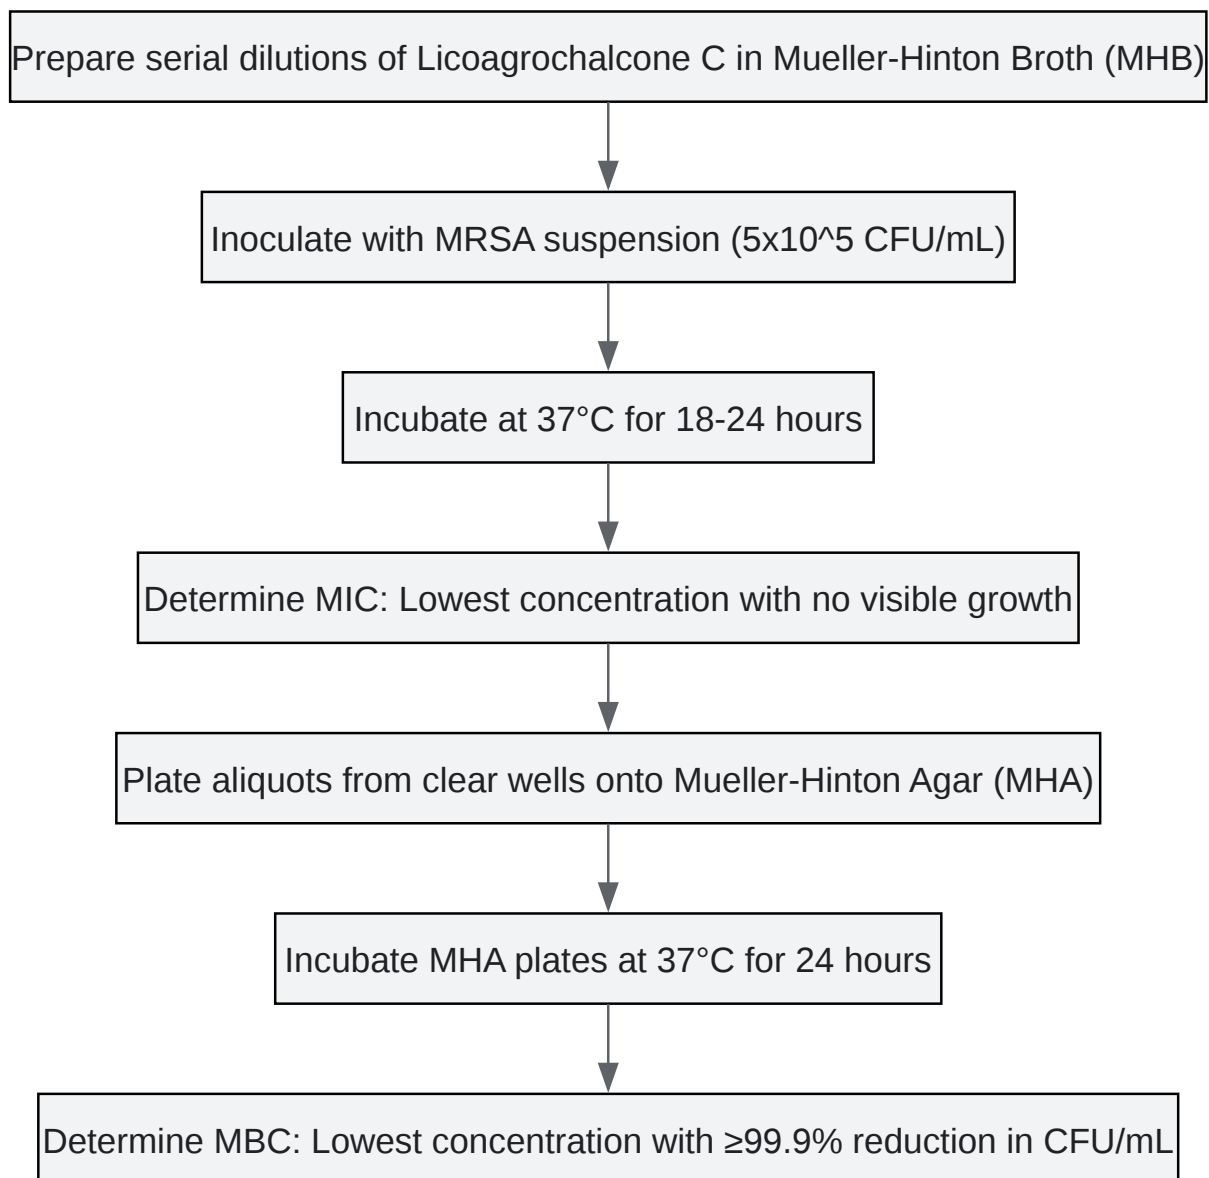 Prepare serial dilutions of Licoagrochalcone C in Mueller-Hinton Broth (MHB)
Inoculate with MRSA suspension (5x10^5 CFU/mL)
Incubate at 37°C for 18-24 hours
Determine MIC: Lowest concentration with no visible growth
Plate aliquots from clear wells onto Mueller-Hinton Agar (MHA)
Incubate MHA plates at 37°C for 24 hours
Determine MBC: Lowest concentration with ≥99.9% reduction in CFU/mL